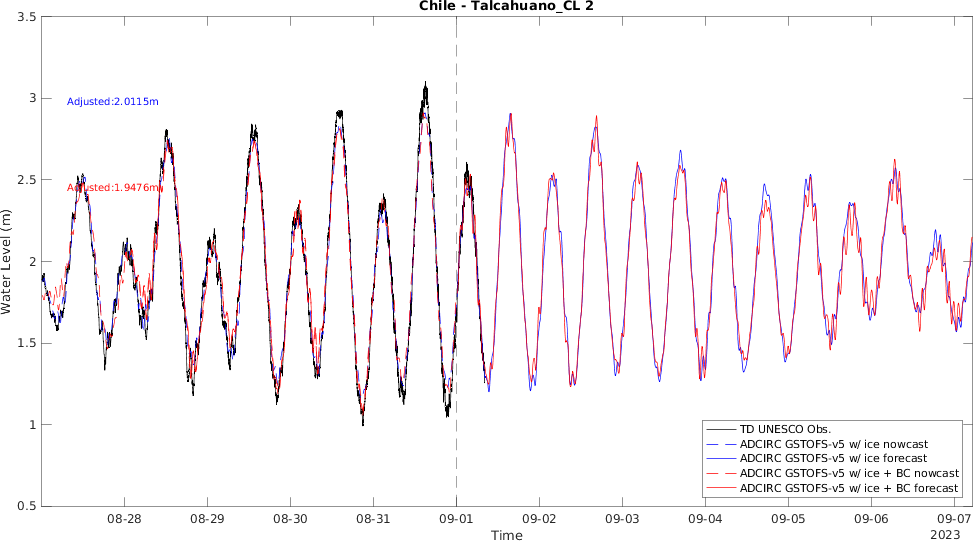 Chile - Talcahuano_CL 2
3.5
3
2.5
2
1.5
1
0.5
Water Level (m)
Adjusted:2.0115m
Adjusted:1.9476m
TD UNESCO Obs.
ADCIRC GSTOFS-v5 w/ ice nowcast
ADCIRC GSTOFS-v5 w/ ice forecast
ADCIRC GSTOFS-v5 w/ ice + BC nowcast
ADCIRC GSTOFS-v5 w/ ice + BC forecast
08-28 08-29 08-30 08-31 09-01 09-02 09-03 09-04 09-05 09-06 09-07
2023
Time